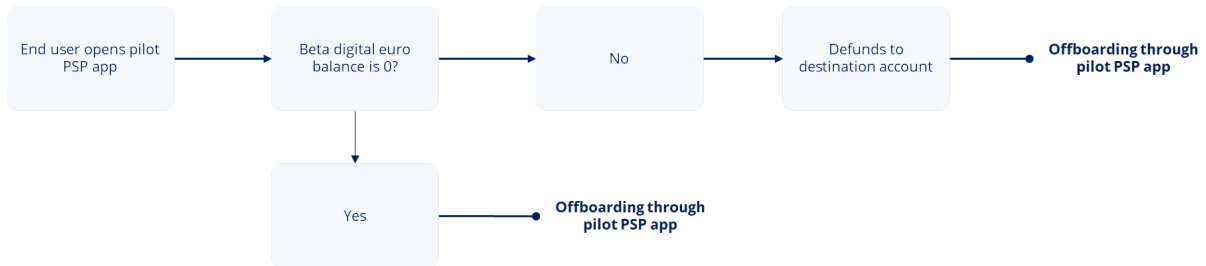 End user opens pilot
PSP app
Beta digital euro
balance is 0?
No
Defunds to
destination account
Offboarding through
pilot PSP app
Yes
Offboarding through
pilot PSP app